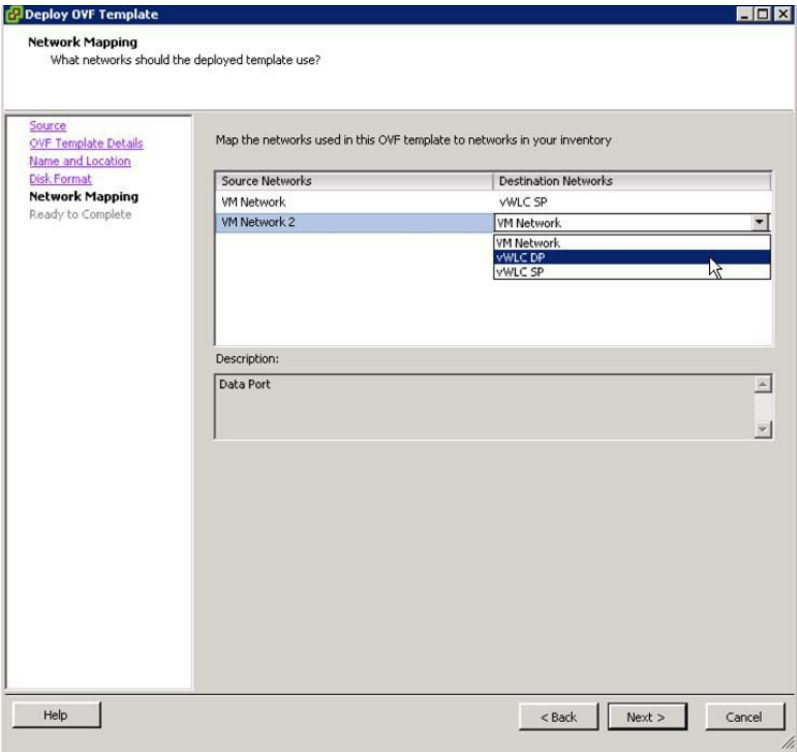 Deploy OVF Template
Network Mapping
What networks should the deployed template use?
Source
OVF Template Details
Name and Location
Disk Format
Network Mapping
Ready to Complete
Map the networks used in this OVF template to networks in your inventory
Source Networks Destination Networks
VM Network vWLC SP
VM Network 2 VM Network
VM Network
vWLC DP
vWLC SP
Description:
Data Port
Help < Back Next > Cancel